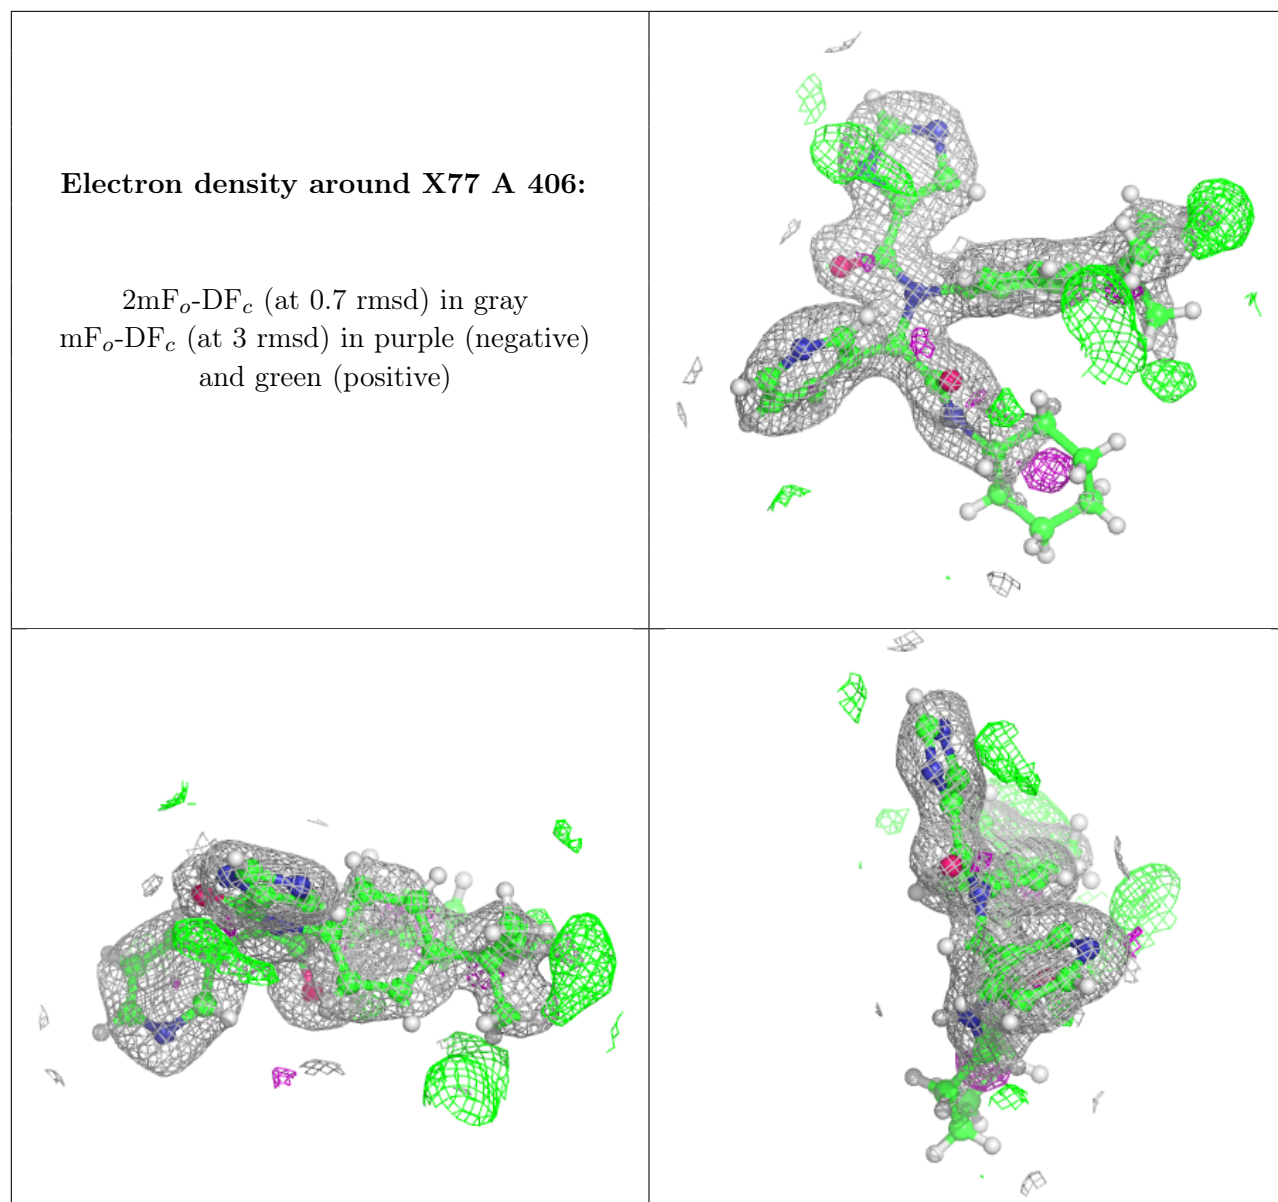 Electron density around X77 A 406:
2mFo-DFc (at 0.7 rmsd) in gray
mFo-DFc (at 3 rmsd) in purple (negative)
and green (positive)